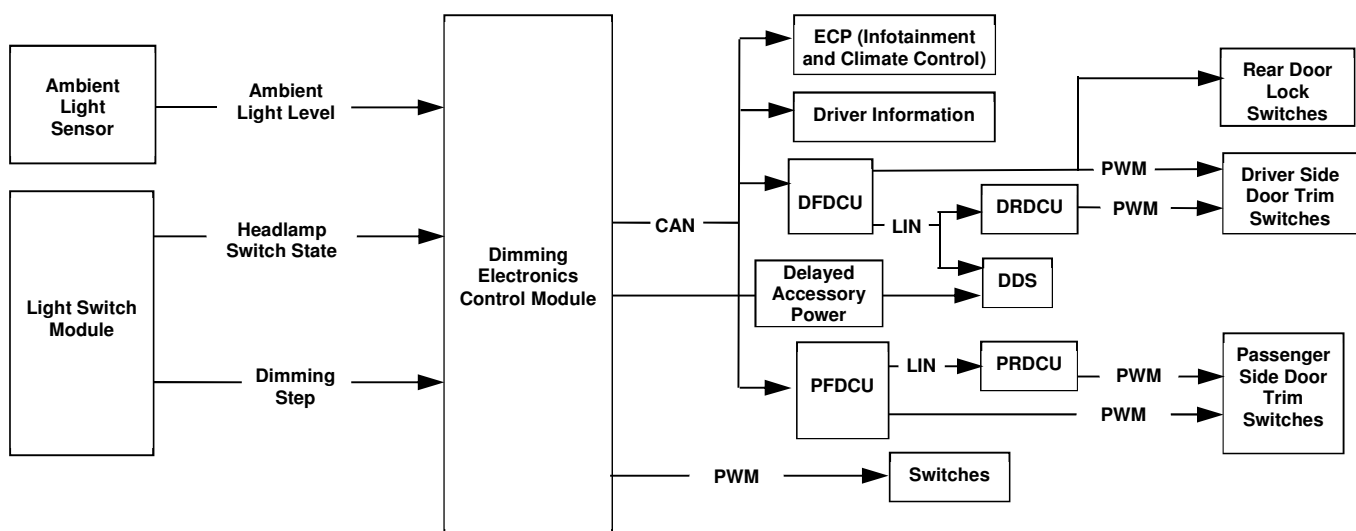 Ambient
Light
Sensor
Ambient
Light Level
Light Switch
Module
Headlamp
Switch State
Dimming
Step
Dimming
Electronics
Control Module
CAN
ECP (Infotainment
and Climate Control)
Driver Information
DFDCU
LIN
DRDCU
DDS
Delayed
Accessory
Power
PFDCU
LIN
PRDCU
PWM
Switches
PWM
PWM
PWM
PWM
Rear Door
Lock
Switches
Driver Side
Door Trim
Switches
Passenger
Side Door
Trim
Switches